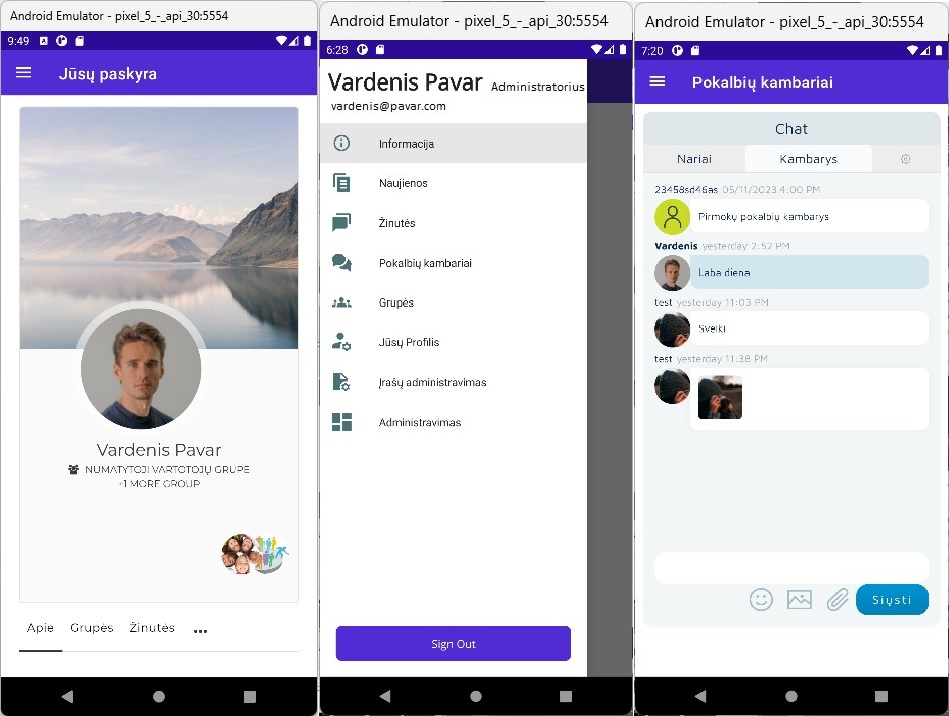 Android Emulator - pixel_5_-_api_30:5554
9:49
Jūsų paskyra
Vardenis Pavar
NUMATYTOJI VARTOTOJŲ GRUPĖ
+1 MORE GROUP
Apie Grupės Žinutės ...
Android Emulator - pixel_5_-_api_30:5554
6:28
Vardenis Pavar Administratorius
vardenis@pavar.com
Informacija
Naujienos
Žinutės
Pokalbių kambariai
Grupės
Jūsų Profilis
Įrašų administravimas
Administravimas
Sign Out
Android Emulator - pixel_5_-_api_30:5554
7:20
Pokalbių kambariai
Chat
Nariai Kambarys
23458sd46as 05/11/2023 4:00 PM
Pirmokų pokalbių kambarys
Vardenis yesterday 2:52 PM
Laba diena
test yesterday 11:03 PM
Sveiki
test yesterday 11:38 PM
Siųsti